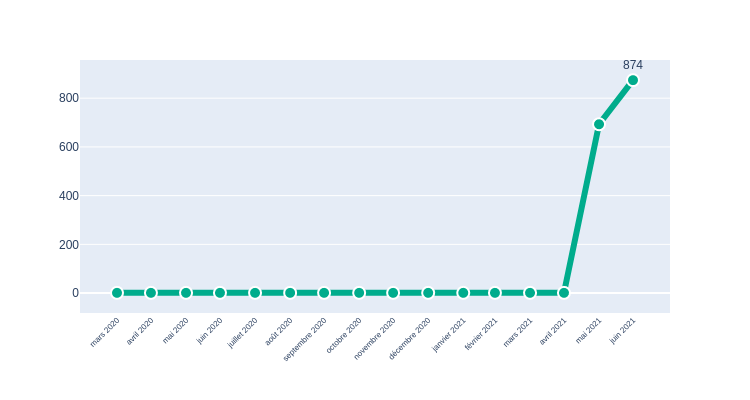 874
800
600
400
200
0
mars 2020
avril 2020
mai 2020
juin 2020
juillet 2020
août 2020
septembre 2020
octobre 2020
novembre 2020
décembre 2020
janvier 2021
février 2021
mars 2021
avril 2021
mai 2021
juin 2021